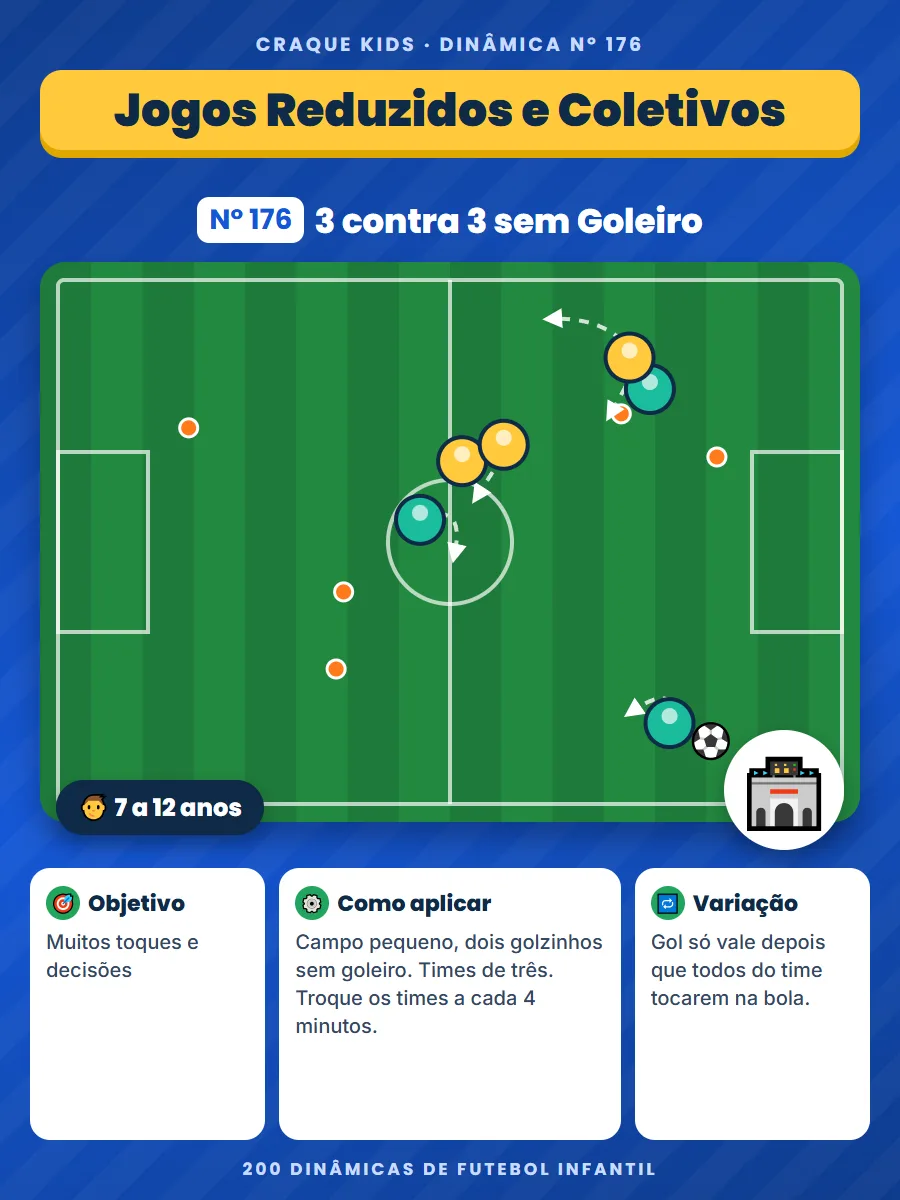 CRAQUE KIDS · DINÂMICA Nº 176
Jogos Reduzidos e Coletivos
Nº 176 3 contra 3 sem Goleiro
7 a 12 anos
Objetivo
Muitos toques e
decisões
Como aplicar
Campo pequeno, dois golzinhos
sem goleiro. Times de três.
Troque os times a cada 4
minutos.
Variação
Gol só vale depois
que todos do time
tocarem na bola.
200 DINÂMICAS DE FUTEBOL INFANTIL